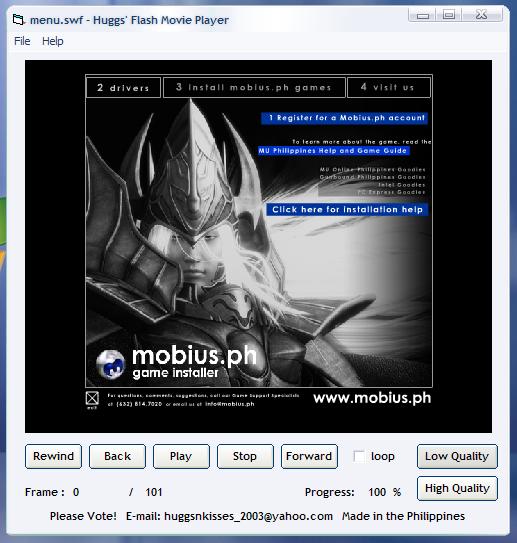 menu.swf - Huggs' Flash Movie Player
File Help
2 drivers 3 install mobius.ph games 4 visit us
1 Register for a Mobius.ph account
To learn more about the game, read the
MU Philippines Help and Game Guide
MU Online Philippines Goodies
Gunbound Philippines Goodies
Intel Goodies
PC Express Goodies
Click here for installation help
mobius.ph
game installer
exit
For questions, comments, suggestions, call our Game Support Specialists
at (632) 814.7020 or email us at info@mobius.ph
www.mobius.ph
Rewind Back Play Stop Forward loop Low Quality
High Quality
Frame : 0 / 101 Progress: 100 %
Please Vote! E-mail: huggsnkisses_2003@yahoo.com Made in the Philippines